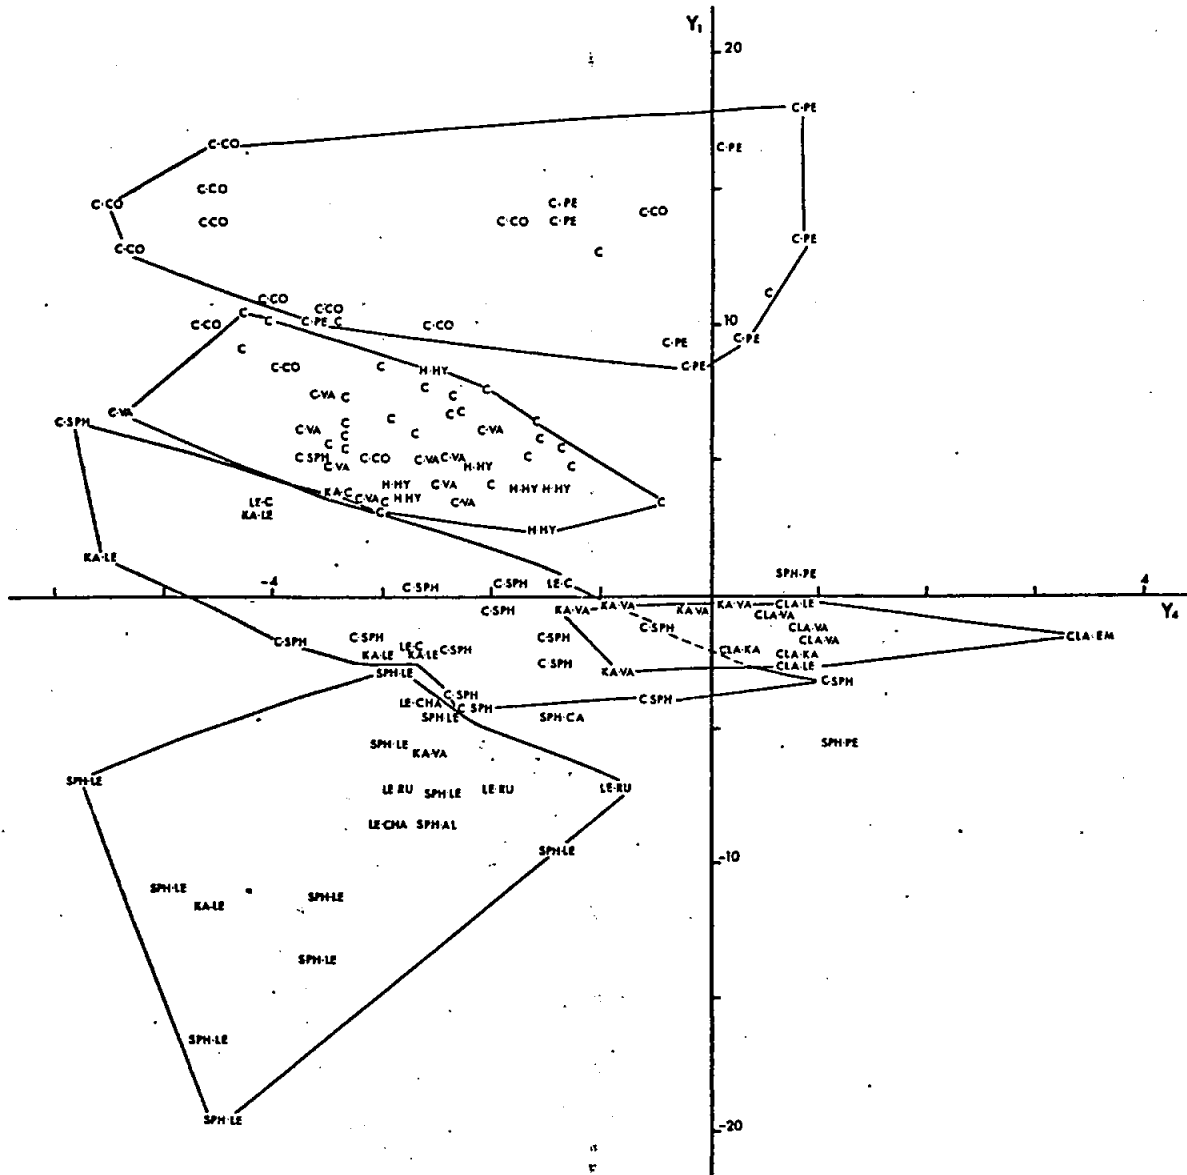 Y₁
20
C·PE
C·CO
C·PE
C·CO
C·CO
C·PE
C·CO
C·CO
C·CO
C·PE
C·CO
C·PE
C
C
C·CO
C·CO
C
C
C·PE
C
C·CO
C·CO
10
C·PE
C·PE
C
C·CO
C
H·HY
C·PE
C·VA
C
C
C
C
C·VA
C·SPH
C
C
C
C
C
C·VA
C
C
C·VA
C
C
C
C
C
C·SPH
C·VA
C·CO
C·VA
C·VA
H·HY
C
C
KA·C
H·HY
C·VA
C
H·HY
H·HY
LE·C
C·VA
C
H·HY
C·VA
C
KA·LE
C
H·HY
KA·LE
SPH·PE
-4
C·SPH
C·SPH
LE·C
4
Y₄
C·SPH
KA·VA
KA·VA
KA·VA
KA·VA
CLA·LE
CLA·VA
C·SPH
CLA·VA
C·SPH
C·SPH
LE·C
C·SPH
C·SPH
CLA·VA
CLA·EM
KA·LE
KA·LE
CLA·KA
CLA·KA
C·SPH
KA·VA
CLA·LE
SPH·LE
C·SPH
C·SPH
LE·CHA
C·SPH
C·SPH
SPH·LE
SPH·CA
SPH·LE
KA·VA
SPH·PE
SPH·LE
LE·RU
SPH·LE
LE·RU
LE·RU
LE·CHA
SPH·AL
SPH·LE
-10
SPH·LE
KA·LE
SPH·LE
SPH·LE
SPH·LE
SPH·LE
-20